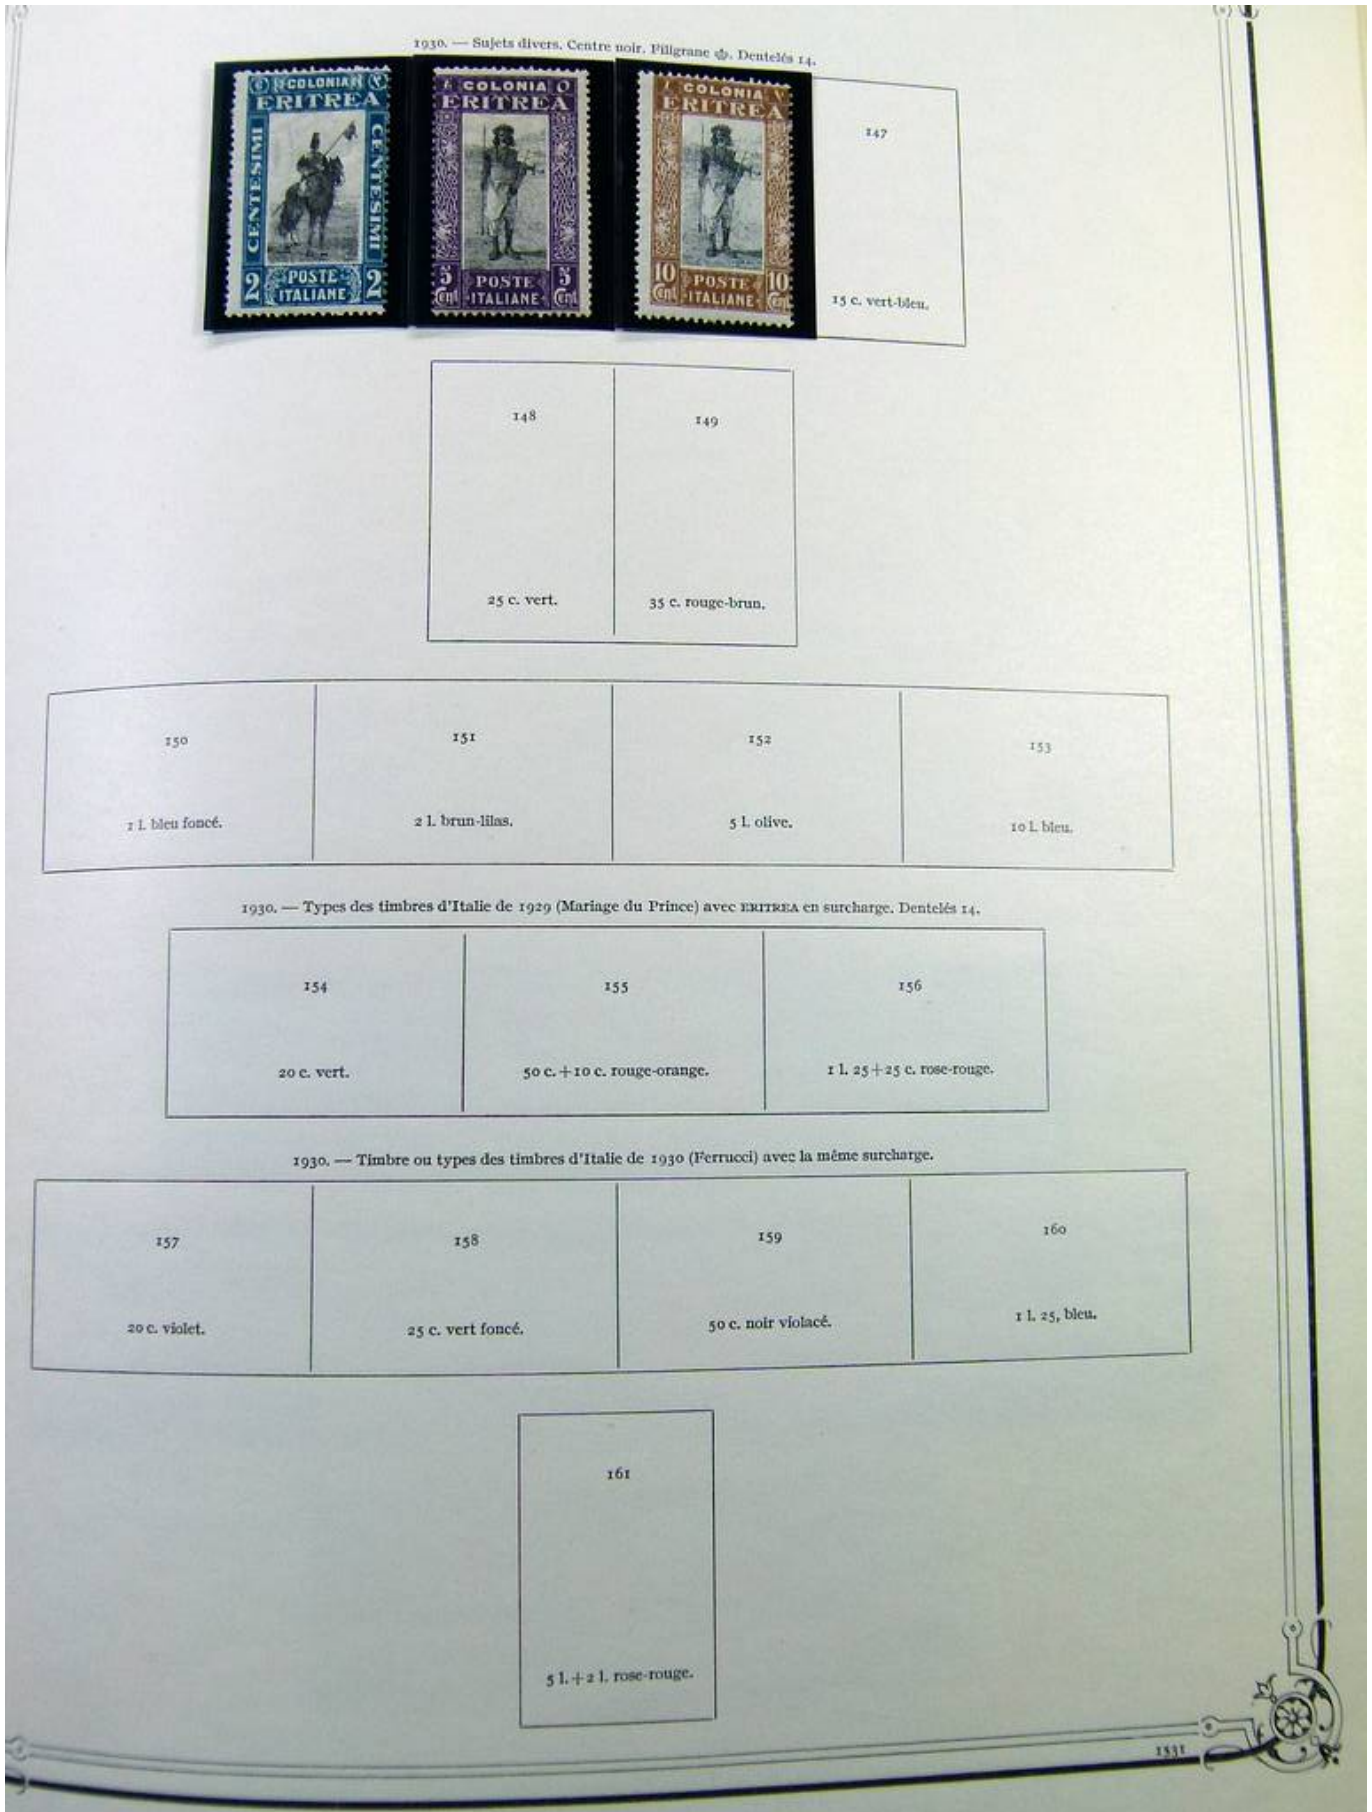 1930. — Sujets divers. Centre noir. Filigrane. Dentelés 14.
COLONIA
ERITREA
CENTESIMI
CENTESIMI
2 POSTE 2
ITALIANE
COLONIA
ERITREA
5 POSTE 5
Cent ITALIANE Cent
COLONIA
ERITREA
10 POSTE 10
Cent ITALIANE Cent
147
15 c. vert-bleu.
148
25 c. vert.
149
35 c. rouge-brun.
150
1 l. bleu foncé.
151
2 l. brun-lilas.
152
5 l. olive.
153
10 l. bleu.
1930. — Types des timbres d'Italie de 1929 (Mariage du Prince) avec ERITREA en surcharge. Dentelés 14.
154
20 c. vert.
155
50 c.+10 c. rouge-orange.
156
1 l. 25+25 c. rose-rouge.
1930. — Timbre ou types des timbres d'Italie de 1930 (Ferrucci) avec la même surcharge.
157
20 c. violet.
158
25 c. vert foncé.
159
50 c. noir violacé.
160
1 l. 25, bleu.
161
5 l.+2 l. rose-rouge.
1531